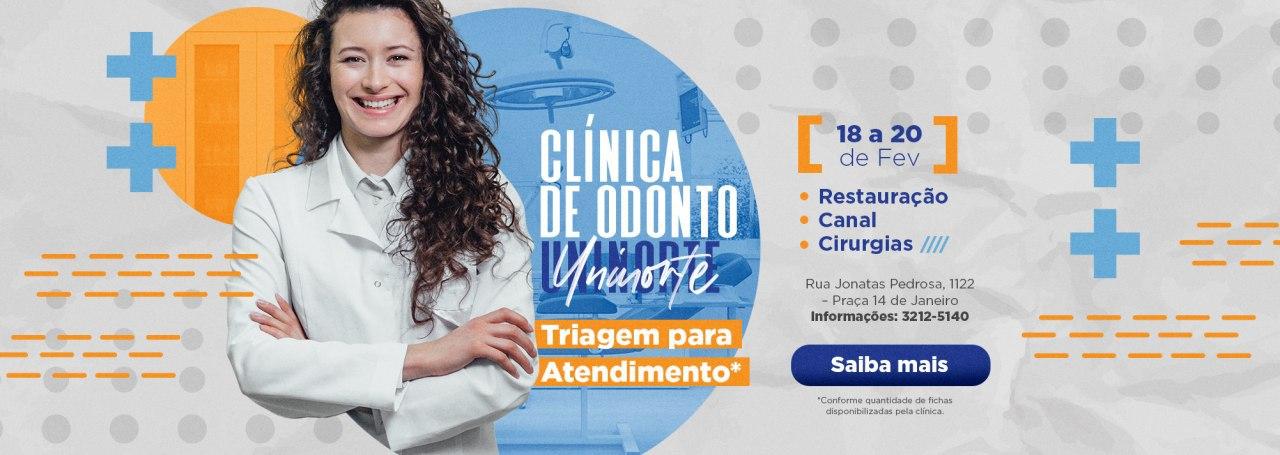 CLÍNICA
DE ODONTO
UNINORTE
Uninorte
Triagem para
Atendimento*
18 a 20
de Fev
• Restauração
• Canal
• Cirurgias ////
Rua Jonatas Pedrosa, 1122
– Praça 14 de Janeiro
Informações: 3212-5140
Saiba mais
*Conforme quantidade de fichas
disponibilizadas pela clínica.